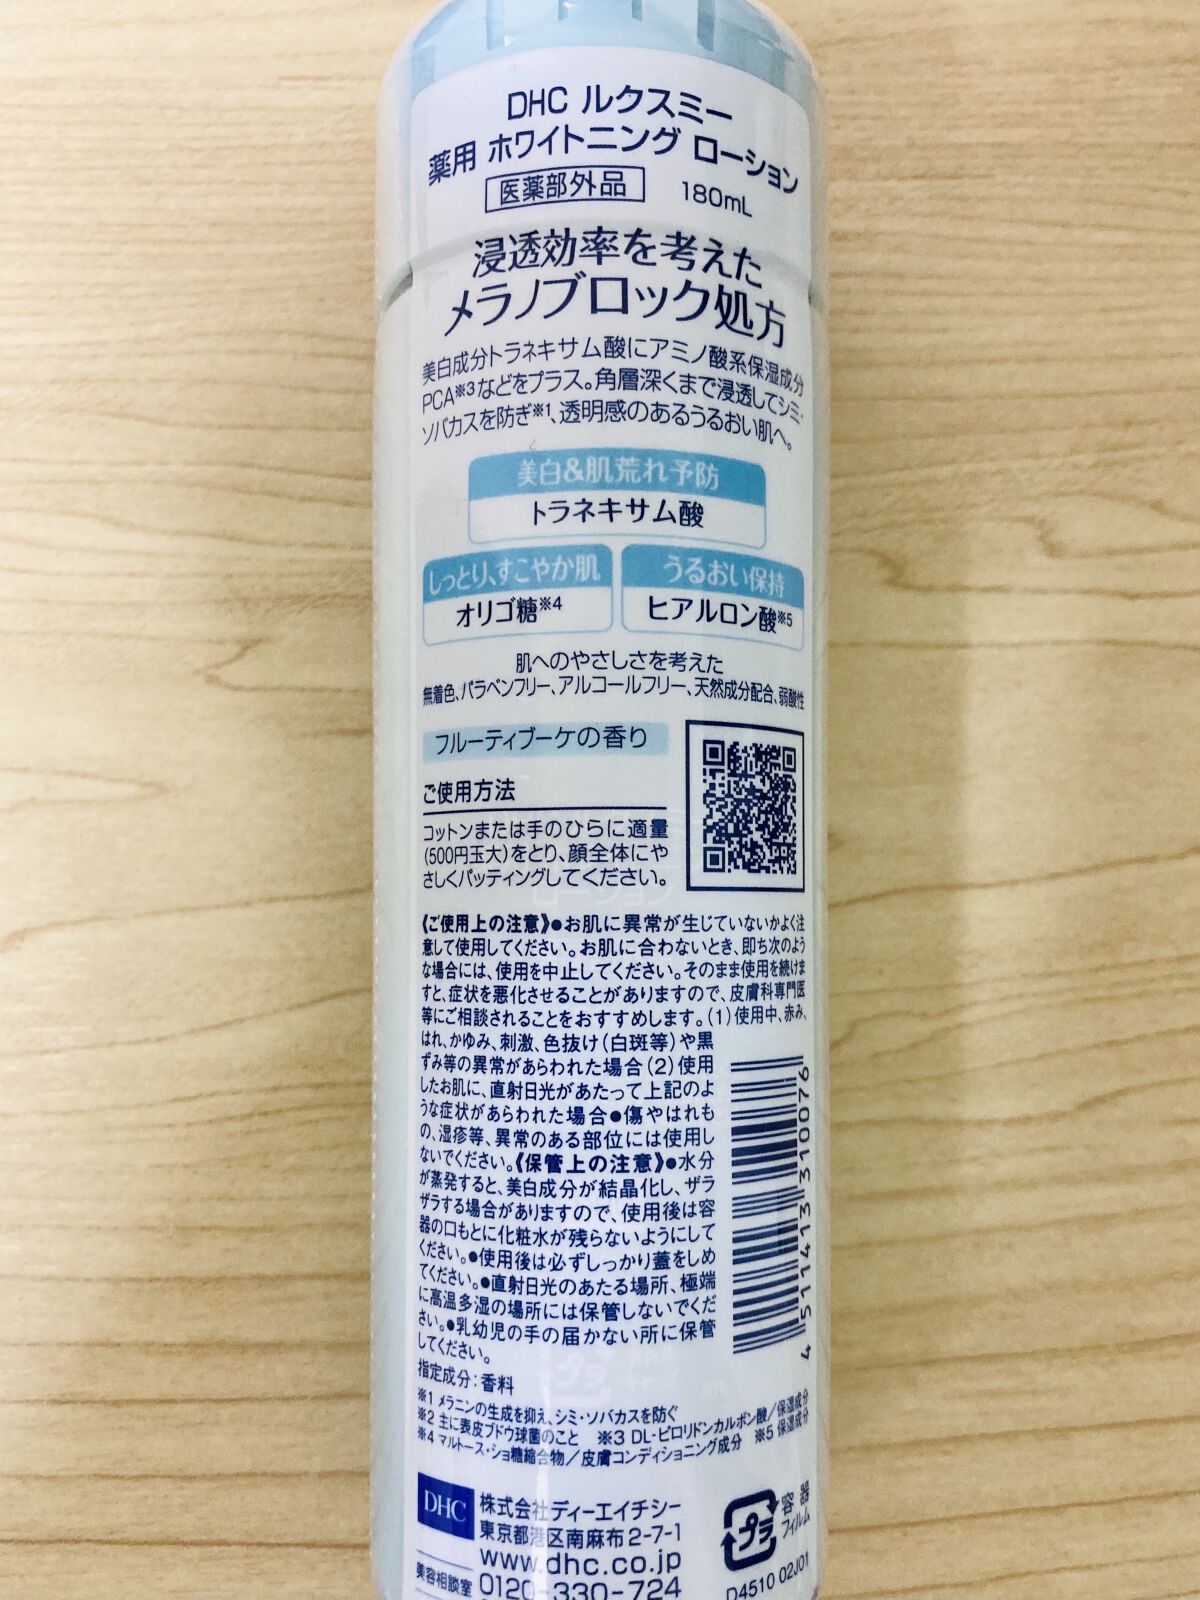 DHC ルクスミー
薬用 ホワイトニング ローション
医薬部外品 180mL
浸透効率を考えた
メラノブロック処方
美白成分トラネキサム酸にアミノ酸系保湿成分
PCA※3などをプラス。角層深くまで浸透してシミ・
ソバカスを防ぎ※1、透明感のあるうるおい肌へ。
美白&肌荒れ予防
トラネキサム酸
しっとり、すこやか肌
オリゴ糖※4
うるおい保持
ヒアルロン酸※5
肌へのやさしさを考えた
無着色、パラベンフリー、アルコールフリー、天然成分配合、弱酸性
フルーティブーケの香り
ご使用方法
コットンまたは手のひらに適量
(500円玉大)をとり、顔全体にや
さしくパッティングしてください。
《ご使用上の注意》●お肌に異常が生じていないかよく注
意して使用してください。お肌に合わないとき、即ち次のよう
な場合には、使用を中止してください。そのまま使用を続けま
すと、症状を悪化させることがありますので、皮膚科専門医
等にご相談されることをおすすめします。(1)使用中、赤み、
はれ、かゆみ、刺激、色抜け(白斑等)や黒
ずみ等の異常があらわれた場合(2)使用
したお肌に、直射日光があたって上記のよ
うな症状があらわれた場合●傷やはれも
の、湿疹等、異常のある部位には使用し
ないでください。《保管上の注意》●水分
が蒸発すると、美白成分が結晶化し、ザラ
ザラする場合がありますので、使用後は容
器の口もとに化粧水が残らないようにして
ください。●使用後は必ずしっかり蓋をしめ
てください。●直射日光のあたる場所、極端
に高温多湿の場所には保管しないでくだ
さい。●乳幼児の手の届かない所に保管
してください。
4511413310076
指定成分：香料
※1 メラニンの生成を抑え、シミ・ソバカスを防ぐ
※2 主に表皮ブドウ球菌のこと ※3 DL-ピロリドンカルボン酸/保湿成分
※4 マルトース・ショ糖縮合物/皮膚コンディショニング成分 ※5 保湿成分
DHC 株式会社ディーエイチシー
東京都港区南麻布2-7-1
www.dhc.co.jp
美容相談室 0120-330-724
プラ
容器
フィルム
D4510 02J01